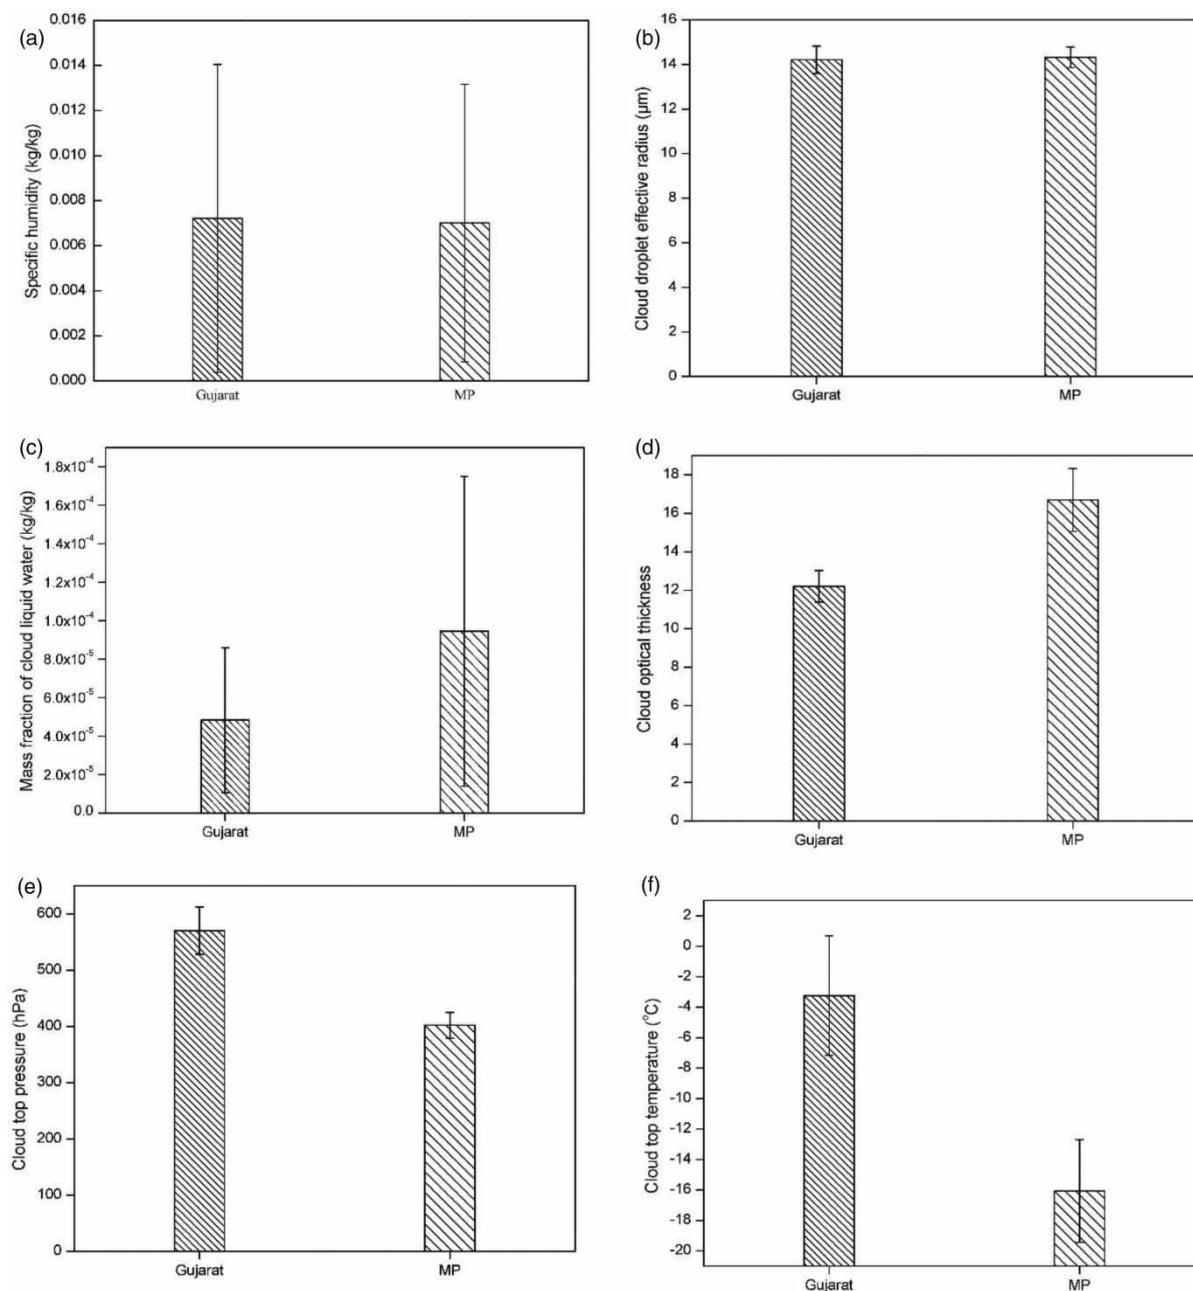 (a)
Specific humidity (kg/kg)
0.016
0.014
0.012
0.010
0.008
0.006
0.004
0.002
0.000
Gujarat MP
(b)
Cloud droplet effective radius (µm)
16
14
12
10
8
6
4
2
0
Gujarat MP
(c)
Mass fraction of cloud liquid water (kg/kg)
1.8x10⁻⁴
1.6x10⁻⁴
1.4x10⁻⁴
1.2x10⁻⁴
1.0x10⁻⁴
8.0x10⁻⁵
6.0x10⁻⁵
4.0x10⁻⁵
2.0x10⁻⁵
0.0
Gujarat MP
(d)
Cloud optical thickness
18
16
14
12
10
8
6
4
2
0
Gujarat MP
(e)
Cloud top pressure (hPa)
600
500
400
300
200
100
0
Gujarat MP
(f)
Cloud top temperature (°C)
2
0
-2
-4
-6
-8
-10
-12
-14
-16
-18
-20
Gujarat MP